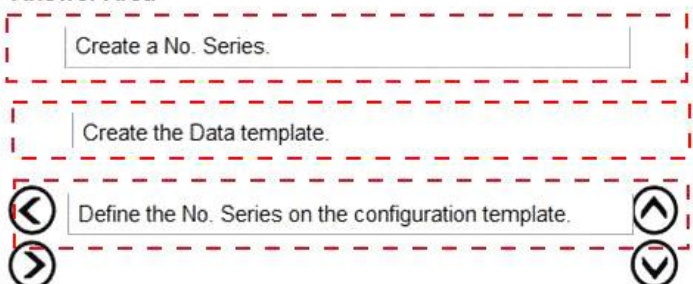 Create a No. Series.
Create the Data template.
Define the No. Series on the configuration template.